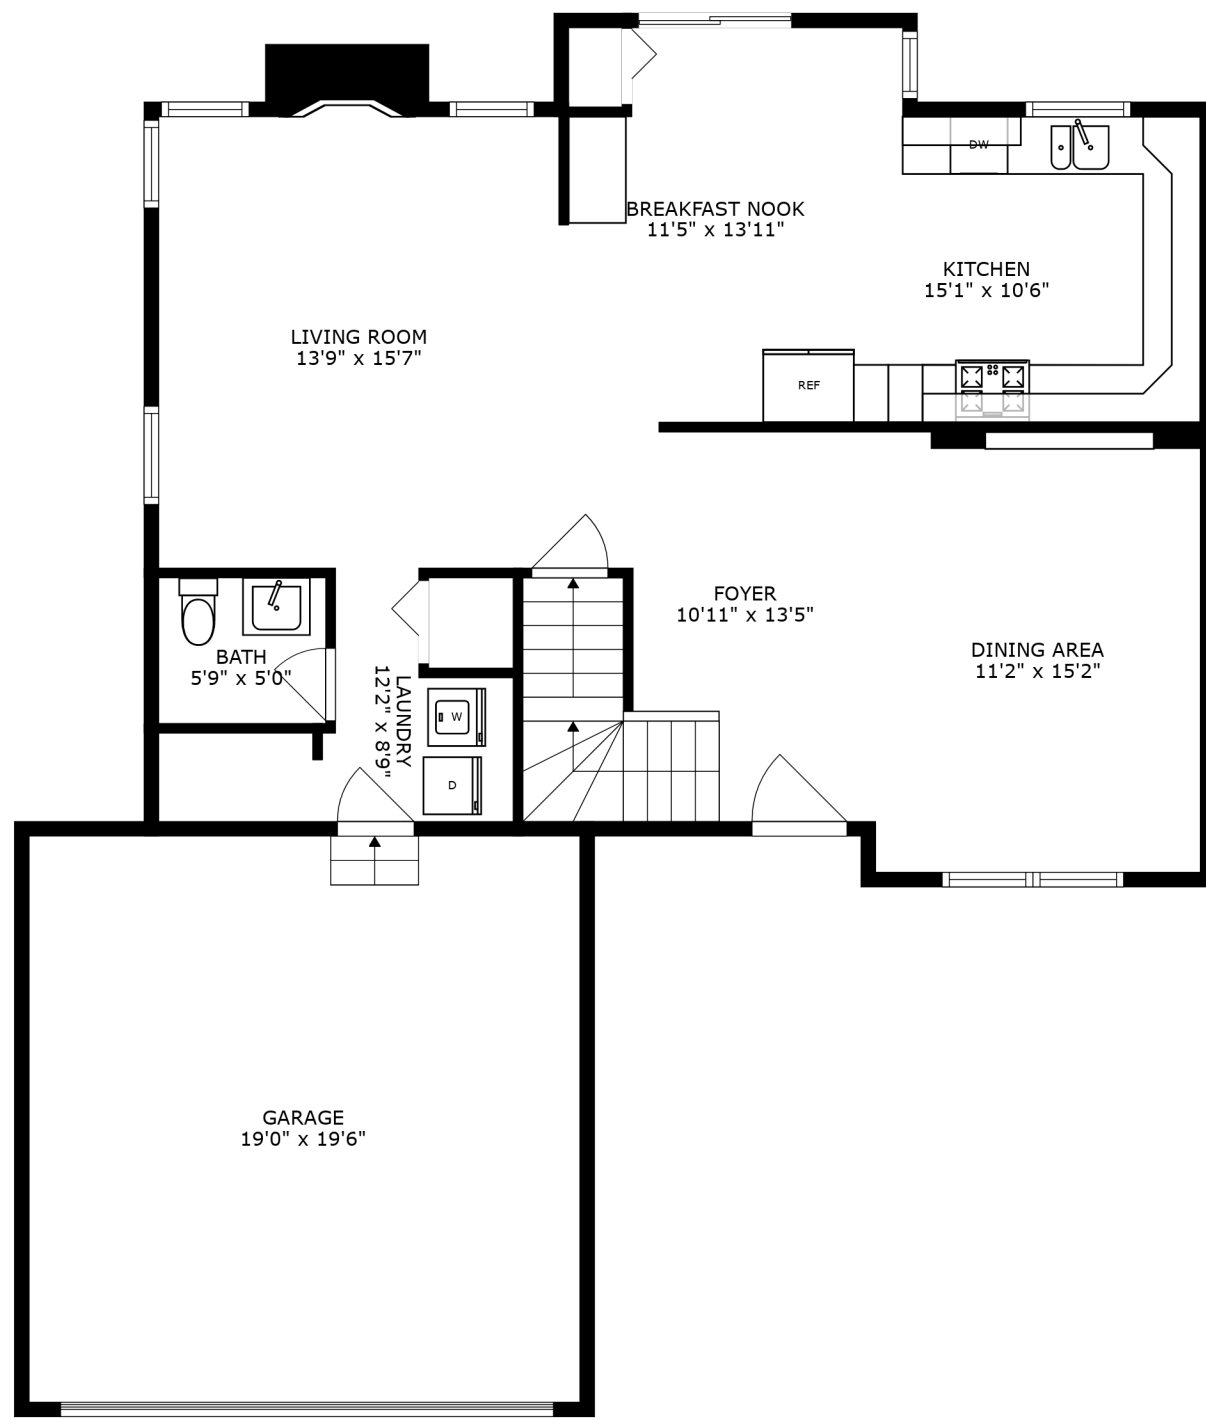 DW
BREAKFAST NOOK
11'5" x 13'11"
KITCHEN
15'1" x 10'6"
LIVING ROOM
13'9" x 15'7"
REF
FOYER
10'11" x 13'5"
DINING AREA
11'2" x 15'2"
BATH
5'9" x 5'0"
LAUNDRY
12'2" x 8'9"
W
D
GARAGE
19'0" x 19'6"